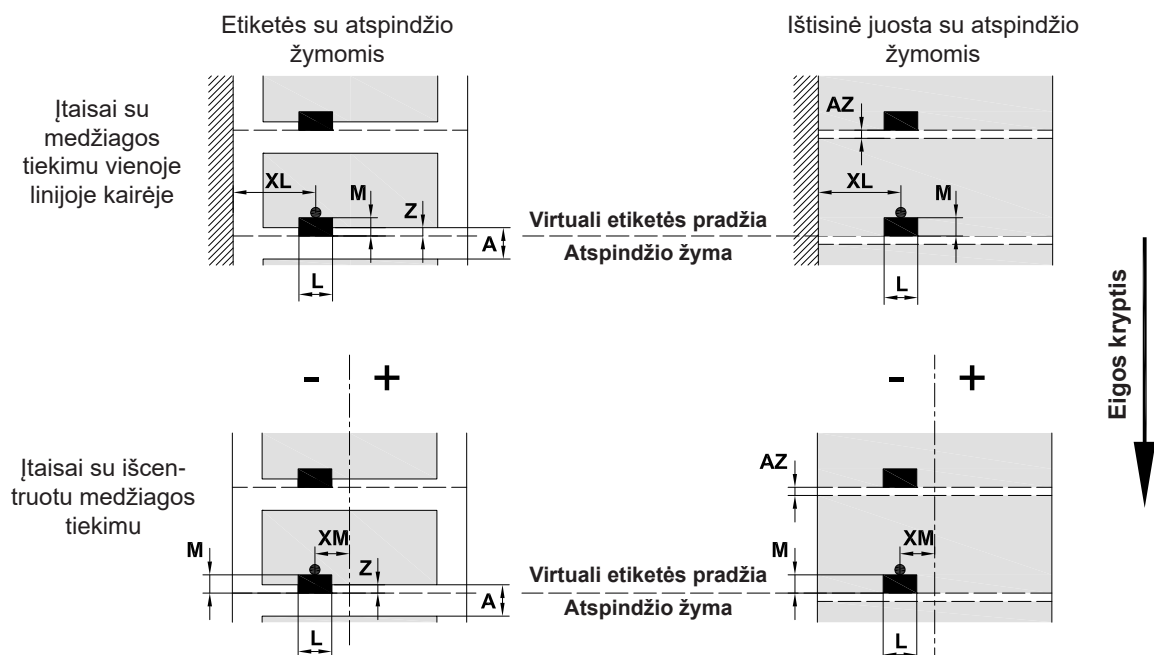 Etiketės su atspindžio
žymomis
Ištisinė juosta su atspindžio
žymomis
Įtaisai su
medžiagos
tiekimu vienoje
linijoje kairėje
XL
M
Z
A
L
Virtuali etiketės pradžia
Atspindžio žyma
AZ
XL
M
L
Eigos kryptis
- +
- +
Įtaisai su išcen-
truotu medžiagos
tiekimu
XM
M
Z
A
L
Virtuali etiketės pradžia
Atspindžio žyma
AZ
XM
M
L